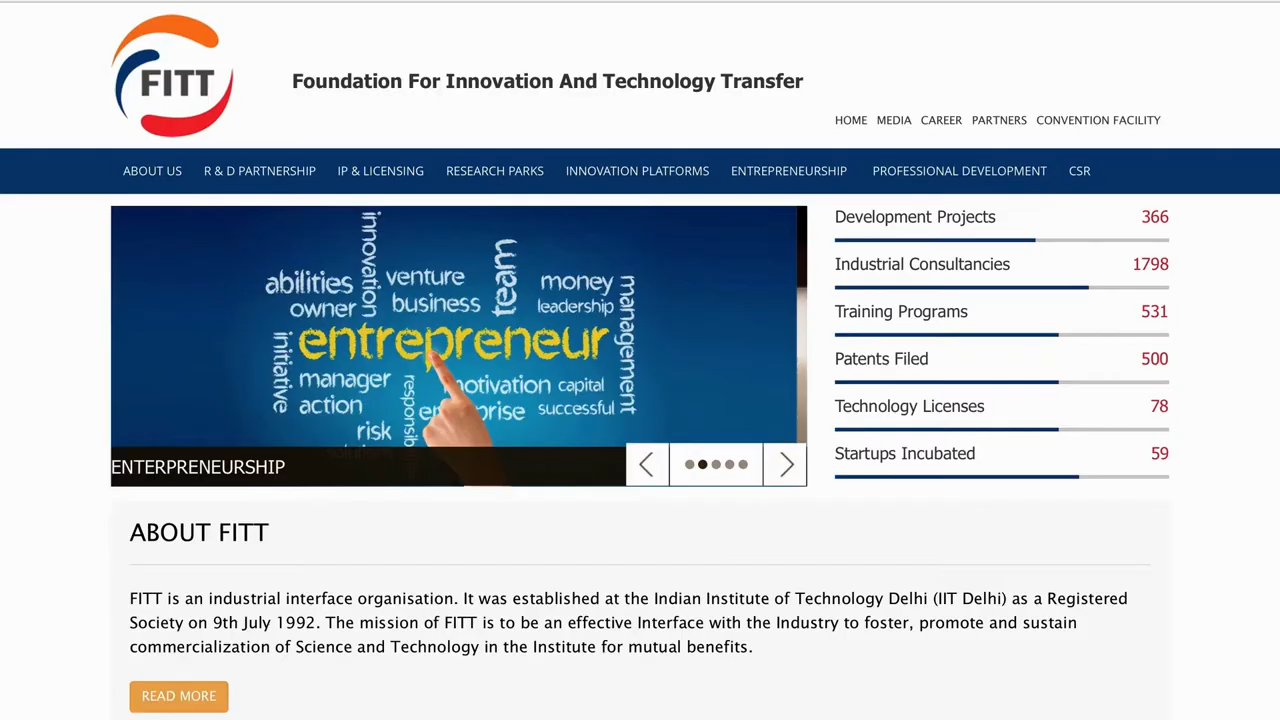 FITT
Foundation For Innovation And Technology Transfer
HOME MEDIA CAREER PARTNERS CONVENTION FACILITY
ABOUT US R & D PARTNERSHIP IP & LICENSING RESEARCH PARKS INNOVATION PLATFORMS ENTREPRENEURSHIP PROFESSIONAL DEVELOPMENT CSR
innovation
abilities
venture
team
money
owner
business
leadership
management
initiative
entrepreneur
manager
motivation
capital
action
successful
risk
ENTERPRENEURSHIP
Development Projects 366
Industrial Consultancies 1798
Training Programs 531
Patents Filed 500
Technology Licenses 78
Startups Incubated 59
ABOUT FITT
FITT is an industrial interface organisation. It was established at the Indian Institute of Technology Delhi (IIT Delhi) as a Registered
Society on 9th July 1992. The mission of FITT is to be an effective Interface with the Industry to foster, promote and sustain
commercialization of Science and Technology in the Institute for mutual benefits.
READ MORE